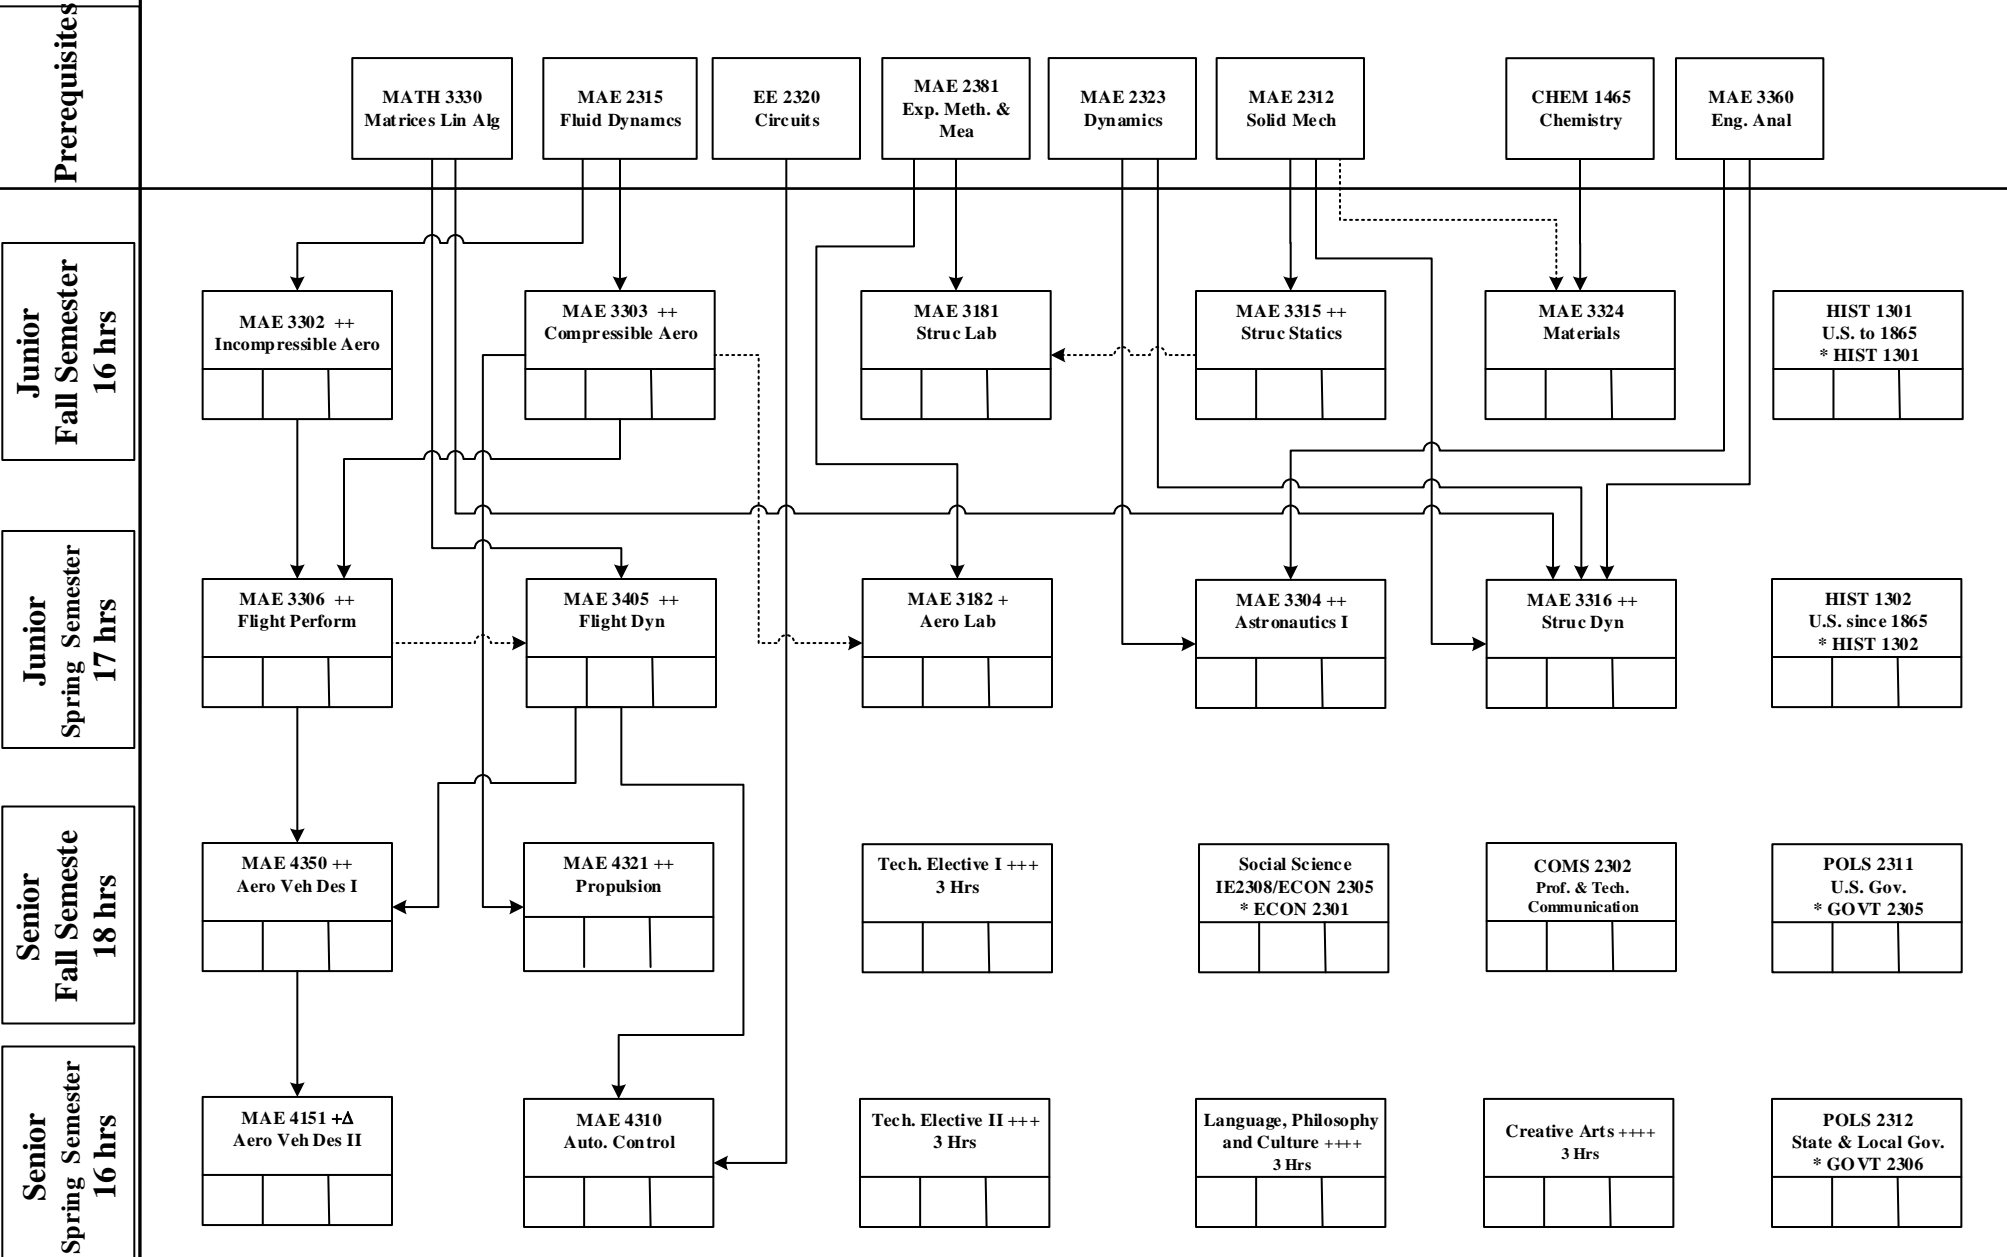 Prerequisites
MATH 3330
Matrices Lin Alg
MAE 2315
Fluid Dynamcs
EE 2320
Circuits
MAE 2381
Exp. Meth. &
Mea
MAE 2323
Dynamics
MAE 2312
Solid Mech
CHEM 1465
Chemistry
MAE 3360
Eng. Anal
Junior
Fall Semester
16 hrs
MAE 3302 ++
Incompressible Aero
MAE 3303 ++
Compressible Aero
MAE 3181
Struc Lab
MAE 3315 ++
Struc Statics
MAE 3324
Materials
HIST 1301
U.S. to 1865
* HIST 1301
Junior
Spring Semester
17 hrs
MAE 3306 ++
Flight Perform
MAE 3405 ++
Flight Dyn
MAE 3182 +
Aero Lab
MAE 3304 ++
Astronautics I
MAE 3316 ++
Struc Dyn
HIST 1302
U.S. since 1865
* HIST 1302
Senior
Fall Semeste
18 hrs
MAE 4350 ++
Aero Veh Des I
MAE 4321 ++
Propulsion
Tech. Elective I +++
3 Hrs
Social Science
IE2308/ECON 2305
* ECON 2301
COMS 2302
Prof. & Tech.
Communication
POLS 2311
U.S. Gov.
* GOVT 2305
Senior
Spring Semester
16 hrs
MAE 4151 +Δ
Aero Veh Des II
MAE 4310
Auto. Control
Tech. Elective II +++
3 Hrs
Language, Philosophy
and Culture ++++
3 Hrs
Creative Arts ++++
3 Hrs
POLS 2312
State & Local Gov.
* GOVT 2306